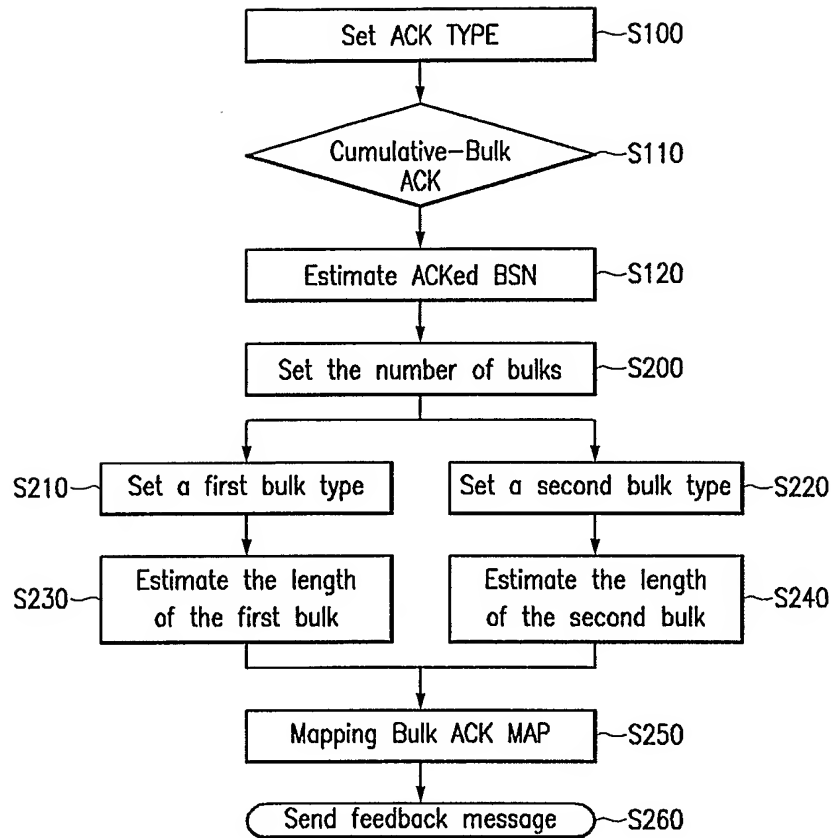 Set ACK TYPE
S100
Cumulative-Bulk
ACK
S110
Estimate ACKed BSN
S120
Set the number of bulks
S200
S210
Set a first bulk type
Set a second bulk type
S220
S230
Estimate the length
of the first bulk
Estimate the length
of the second bulk
S240
Mapping Bulk ACK MAP
S250
Send feedback message
S260